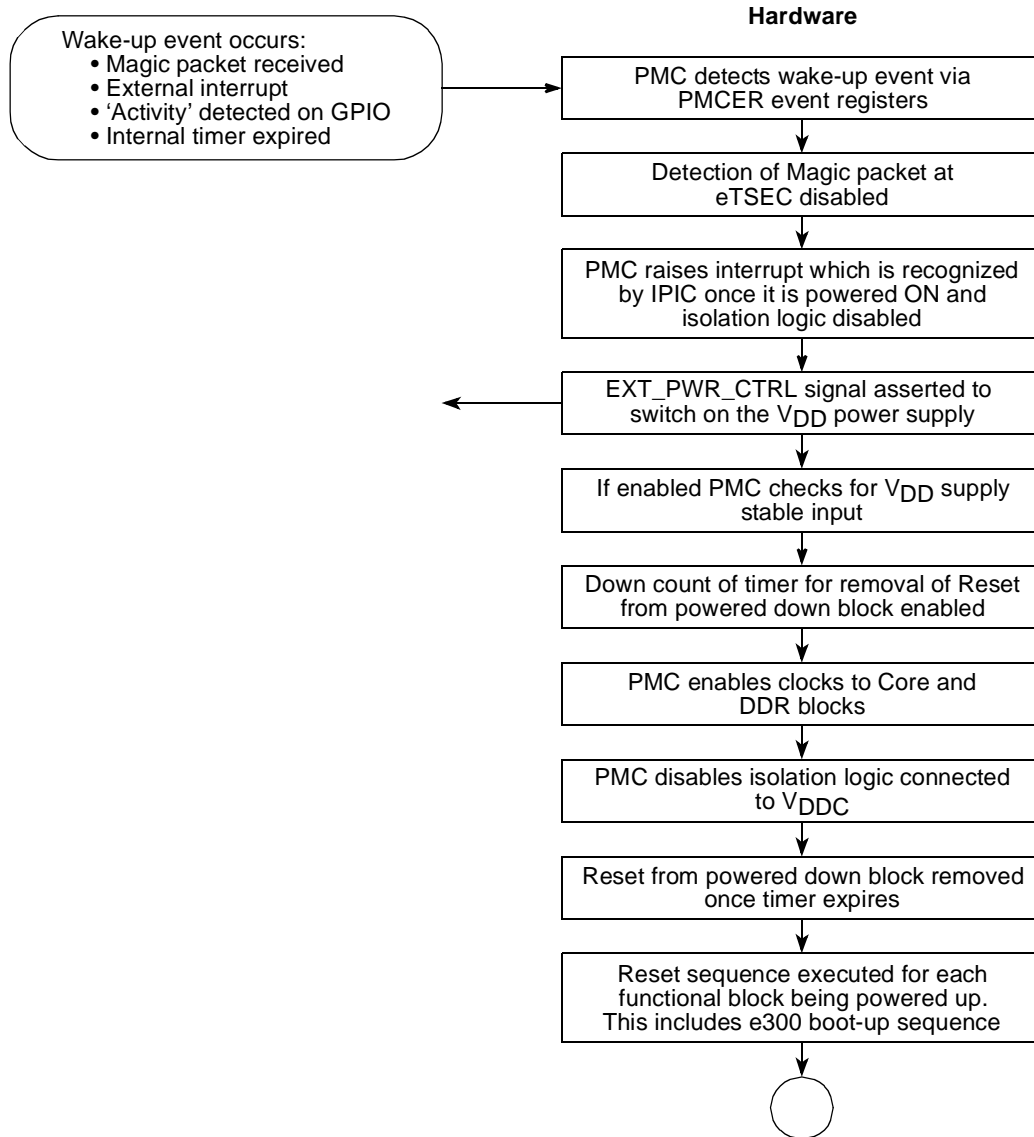 Hardware
Wake-up event occurs:
• Magic packet received
• External interrupt
• ‘Activity’ detected on GPIO
• Internal timer expired
PMC detects wake-up event via
PMCER event registers
Detection of Magic packet at
eTSEC disabled
PMC raises interrupt which is recognized
by IPIC once it is powered ON and
isolation logic disabled
EXT_PWR_CTRL signal asserted to
switch on the VDD power supply
If enabled PMC checks for VDD supply
stable input
Down count of timer for removal of Reset
from powered down block enabled
PMC enables clocks to Core and
DDR blocks
PMC disables isolation logic connected
to VDDC
Reset from powered down block removed
once timer expires
Reset sequence executed for each
functional block being powered up.
This includes e300 boot-up sequence